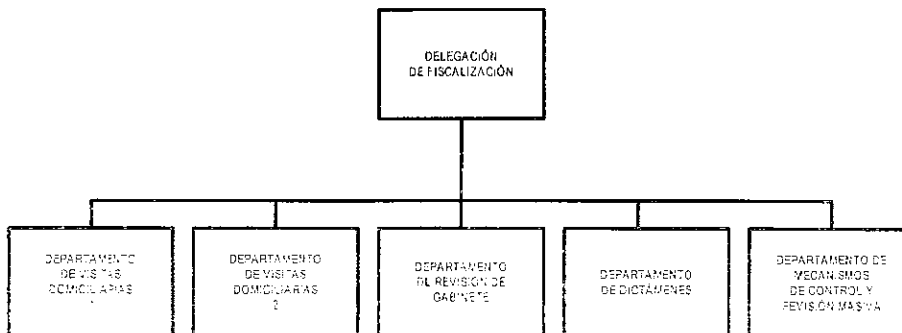 DELEGACIÓN
DE FISCALIZACIÓN
DEPARTAMENTO
DE VISITAS
DOMICILIARIAS
1
DEPARTAMENTO
DE VISITAS
DOMICILIARIAS
2
DEPARTAMENTO
DE REVISIÓN DE
GABINETE
DEPARTAMENTO
DE DICTÁMENES
DEPARTAMENTO DE
MECANISMOS
DE CONTROL Y
REVISIÓN MASIVA